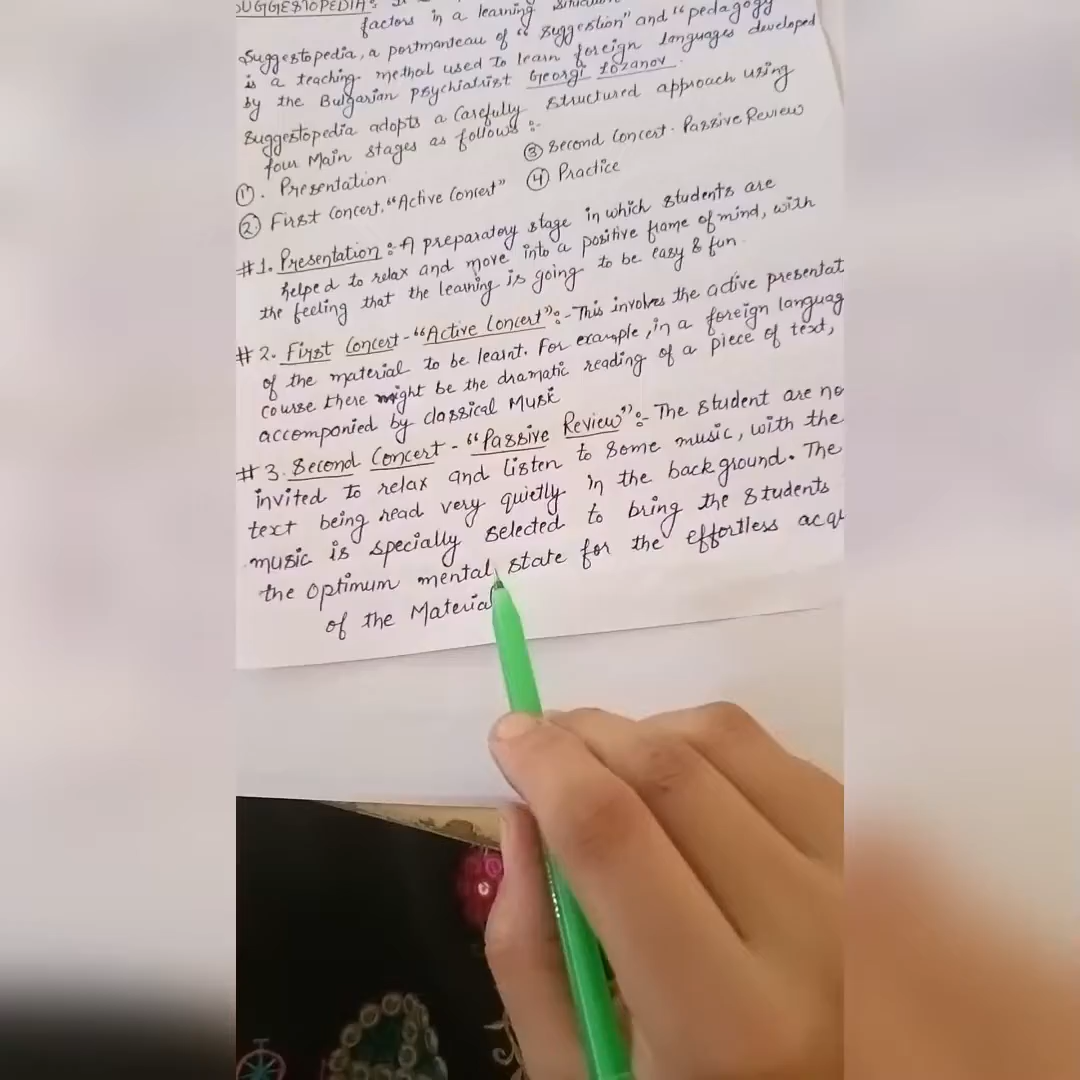 SUGGESTOPEDIA:
factors in a learning situation
Suggestopedia, a portmanteau of "Suggestion" and "pedagogy
is a teaching method used to learn foreign languages developed
by the Bulgarian psychiatrist Georgi Lozanov.
Suggestopedia adopts a Carefully structured approach using
four Main stages as follows:-
①. Presentation
③ Second Concert- Passive Review
②. First Concert. "Active Concert"
④ Practice
#1. Presentation:- A preparatory stage in which students are
helped to relax and move into a positive frame of mind, with
the feeling that the learning is going to be easy & fun.
#2. First Concert-"Active Concert":- This involves the active presentat
of the material to be learnt. For example, in a foreign languag
course there might be the dramatic reading of a piece of text,
accompanied by classical Music
#3. Second Concert- "Passive Review":- The student are no
invited to relax and listen to Some music, with the
text being read very quietly in the background. The
music is specially selected to bring the Students
the Optimum mental state for the effortless acq
of the Material